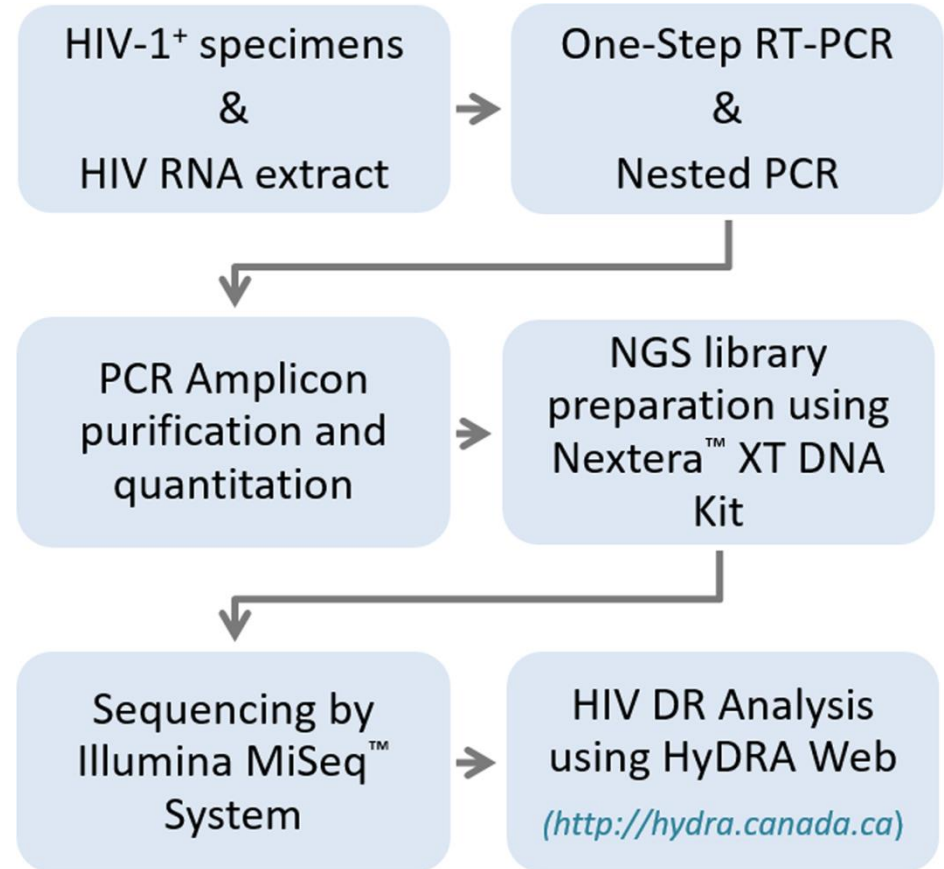 HIV-1⁺ specimens
&
HIV RNA extract
One-Step RT-PCR
&
Nested PCR
PCR Amplicon
purification and
quantitation
NGS library
preparation using
Nextera™ XT DNA
Kit
Sequencing by
Illumina MiSeq™
System
HIV DR Analysis
using HyDRA Web
(http://hydra.canada.ca)